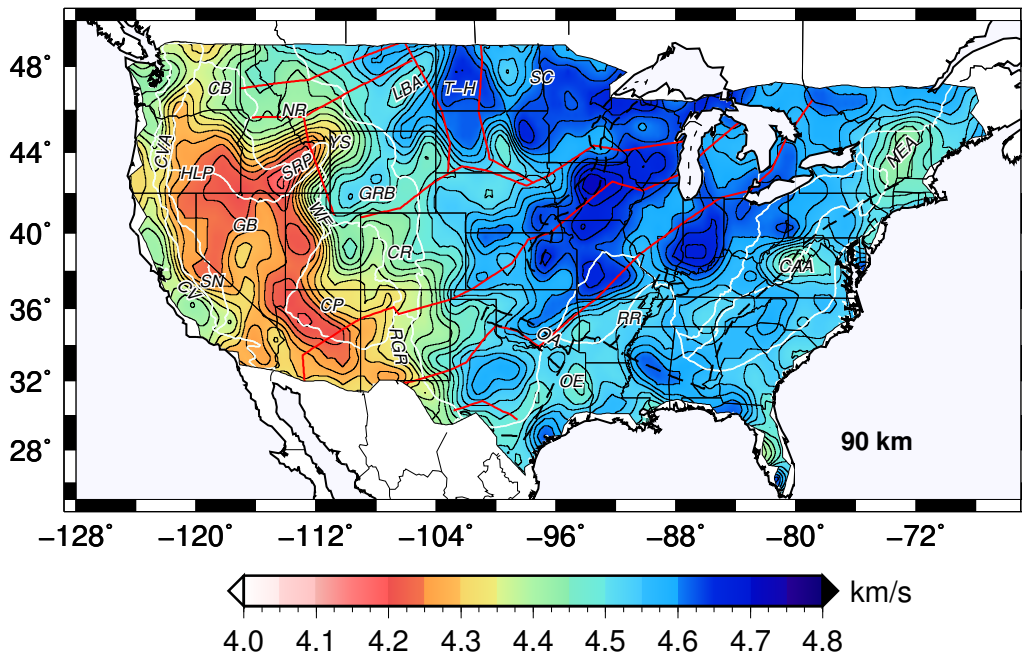 48°
44°
40°
36°
32°
28°
CB
LBA
T-H
SC
NR
CVA
YS
NEA
HLP
SRP
GRB
WF
GB
CR
CAA
SN
GV
CP
RR
RGR
OA
OE
90 km
−128° −120° −112° −104° −96° −88° −80° −72°
km/s
4.0 4.1 4.2 4.3 4.4 4.5 4.6 4.7 4.8